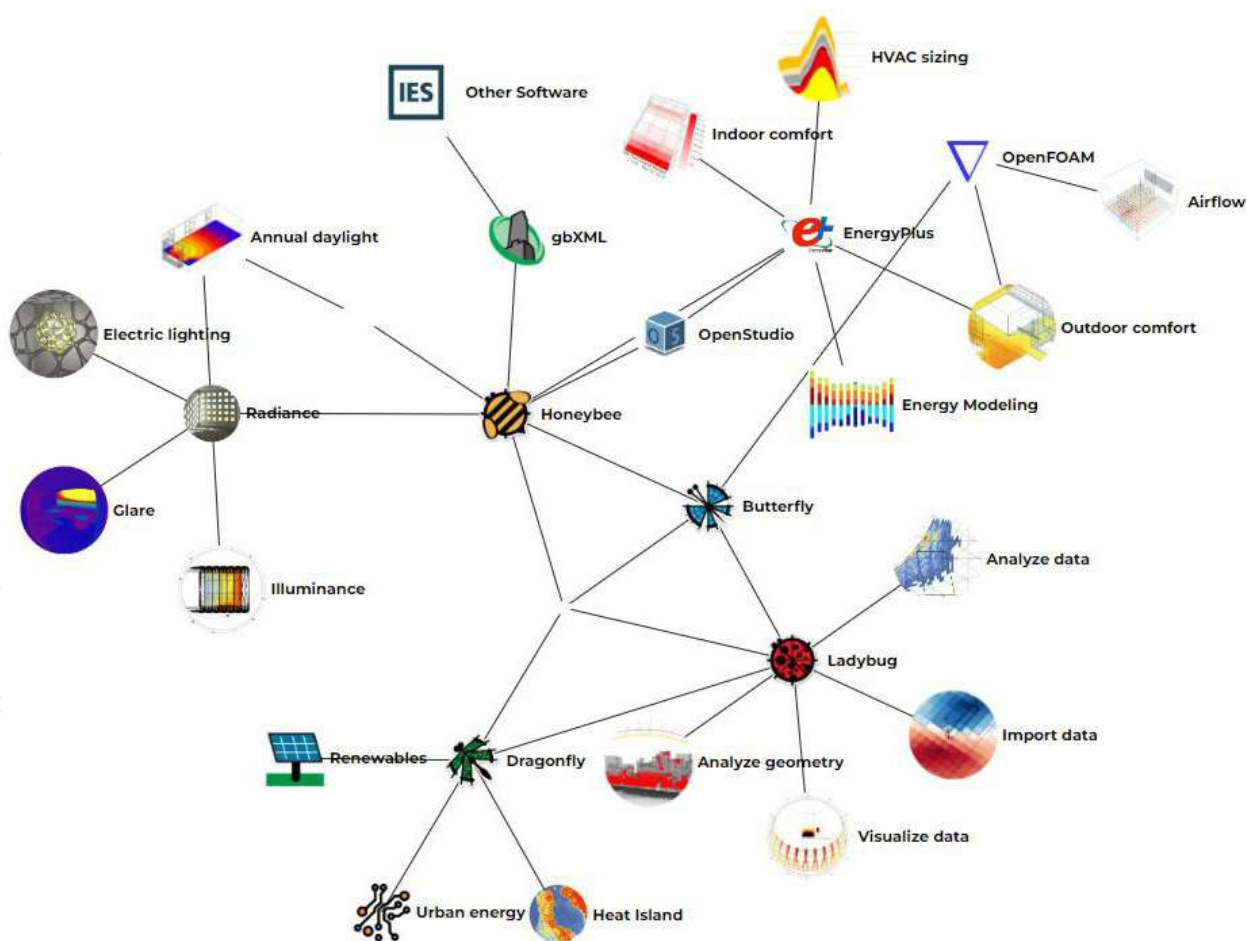 HVAC sizing
IES
Other Software
Indoor comfort
OpenFOAM
Airflow
Annual daylight
gbXML
EnergyPlus
Electric lighting
OS
OpenStudio
Outdoor comfort
Radiance
Honeybee
Energy Modeling
Glare
Butterfly
Analyze data
Illuminance
Ladybug
Import data
Renewables
Dragonfly
Analyze geometry
Visualize data
Urban energy
Heat Island